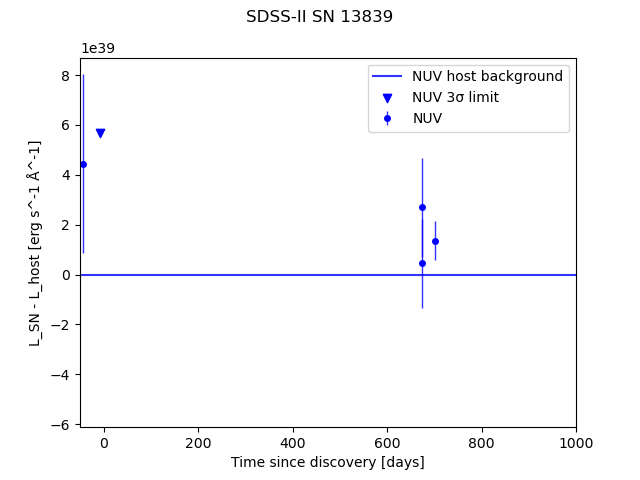 SDSS-II SN 13839
1e39
NUV host background
NUV 3σ limit
NUV
8
6
4
2
0
−2
−4
−6
L_SN - L_host [erg s^-1 Å^-1]
0 200 400 600 800 1000
Time since discovery [days]